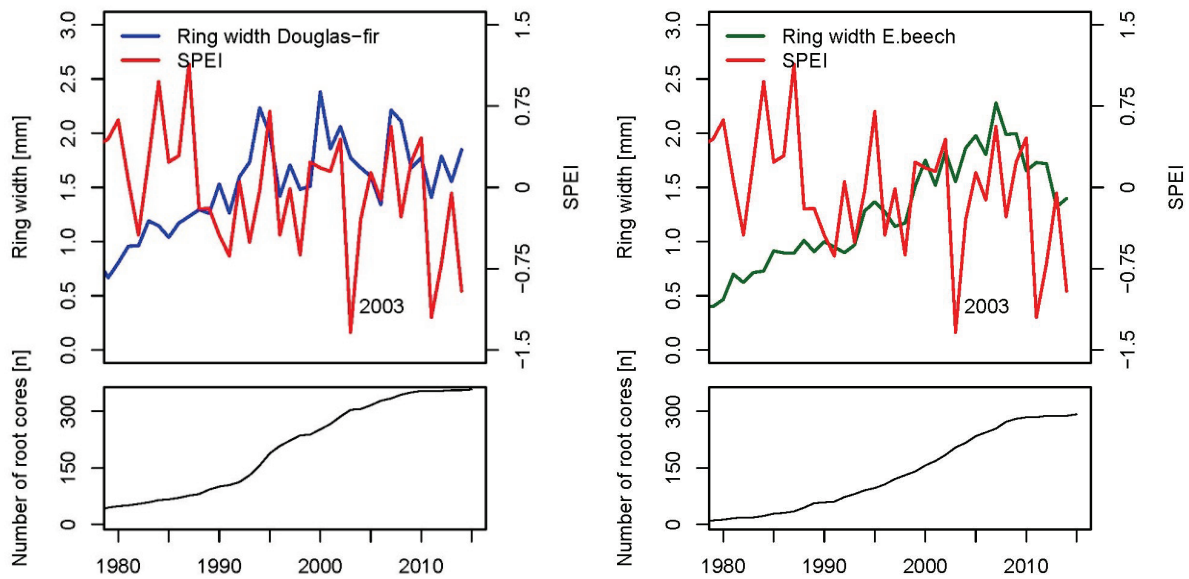 Ring width Douglas−fir
SPEI
Ring width [mm]
3.0
2.5
2.0
1.5
1.0
0.5
0.0
1.5
0.75
0
−0.75
−1.5
SPEI
2003
Number of root cores [n]
300
150
0
1980 1990 2000 2010
Ring width E.beech
SPEI
Ring width [mm]
3.0
2.5
2.0
1.5
1.0
0.5
0.0
1.5
0.75
0
−0.75
−1.5
SPEI
2003
Number of root cores [n]
300
150
0
1980 1990 2000 2010